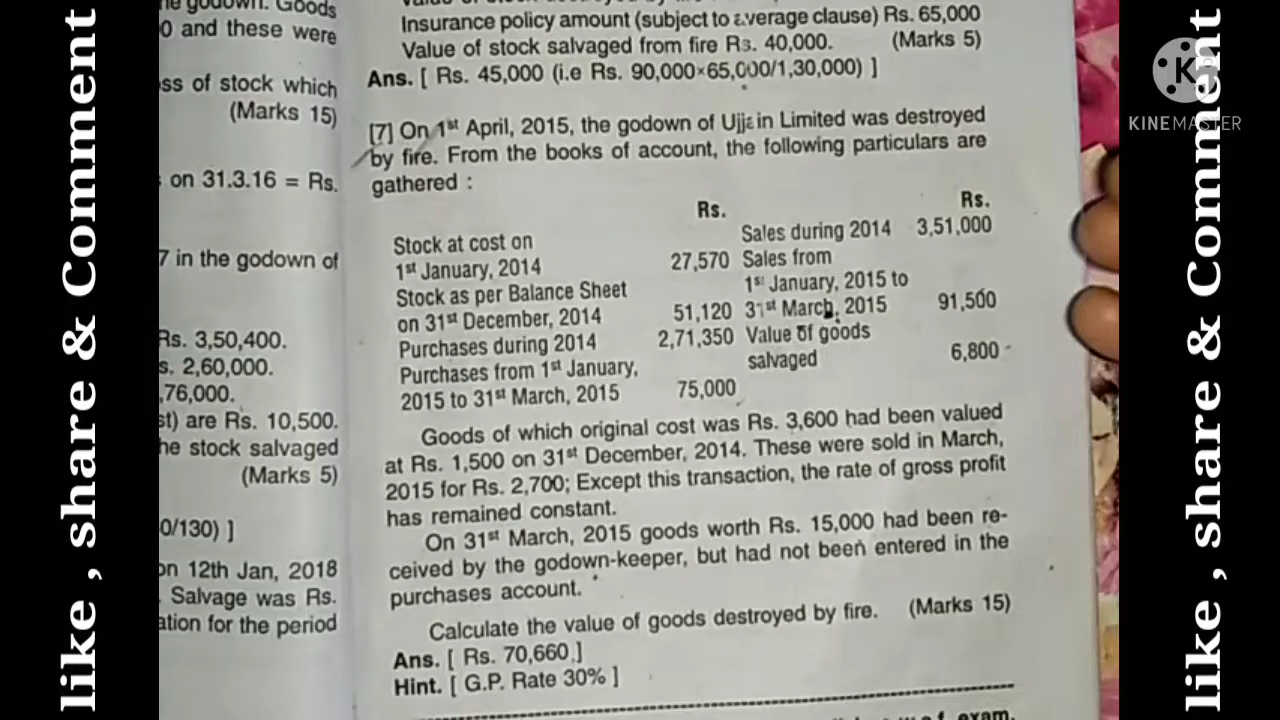 like , share & Comment
he godown. Goods
0 and these were
ss of stock which
(Marks 15)
on 31.3.16 = Rs.
7 in the godown of
Rs. 3,50,400.
s. 2,60,000.
,76,000.
st) are Rs. 10,500.
he stock salvaged
(Marks 5)
0/130) ]
on 12th Jan, 2018
. Salvage was Rs.
ation for the period
Insurance policy amount (subject to average clause) Rs. 65,000
Value of stock salvaged from fire Rs. 40,000. (Marks 5)
Ans. [ Rs. 45,000 (i.e Rs. 90,000×65,000/1,30,000) ]
[7] On 1st April, 2015, the godown of Ujjain Limited was destroyed
by fire. From the books of account, the following particulars are
gathered :
Rs. Rs.
Stock at cost on Sales during 2014 3,51,000
1st January, 2014 27,570 Sales from
Stock as per Balance Sheet 1st January, 2015 to
on 31st December, 2014 51,120 31st March, 2015 91,500
Purchases during 2014 2,71,350 Value of goods
Purchases from 1st January, salvaged 6,800
2015 to 31st March, 2015 75,000
Goods of which original cost was Rs. 3,600 had been valued
at Rs. 1,500 on 31st December, 2014. These were sold in March,
2015 for Rs. 2,700; Except this transaction, the rate of gross profit
has remained constant.
On 31st March, 2015 goods worth Rs. 15,000 had been re-
ceived by the godown-keeper, but had not been entered in the
purchases account.
Calculate the value of goods destroyed by fire. (Marks 15)
Ans. [ Rs. 70,660 ]
Hint. [ G.P. Rate 30% ]
K
KINEMASTER
like , share & Comment